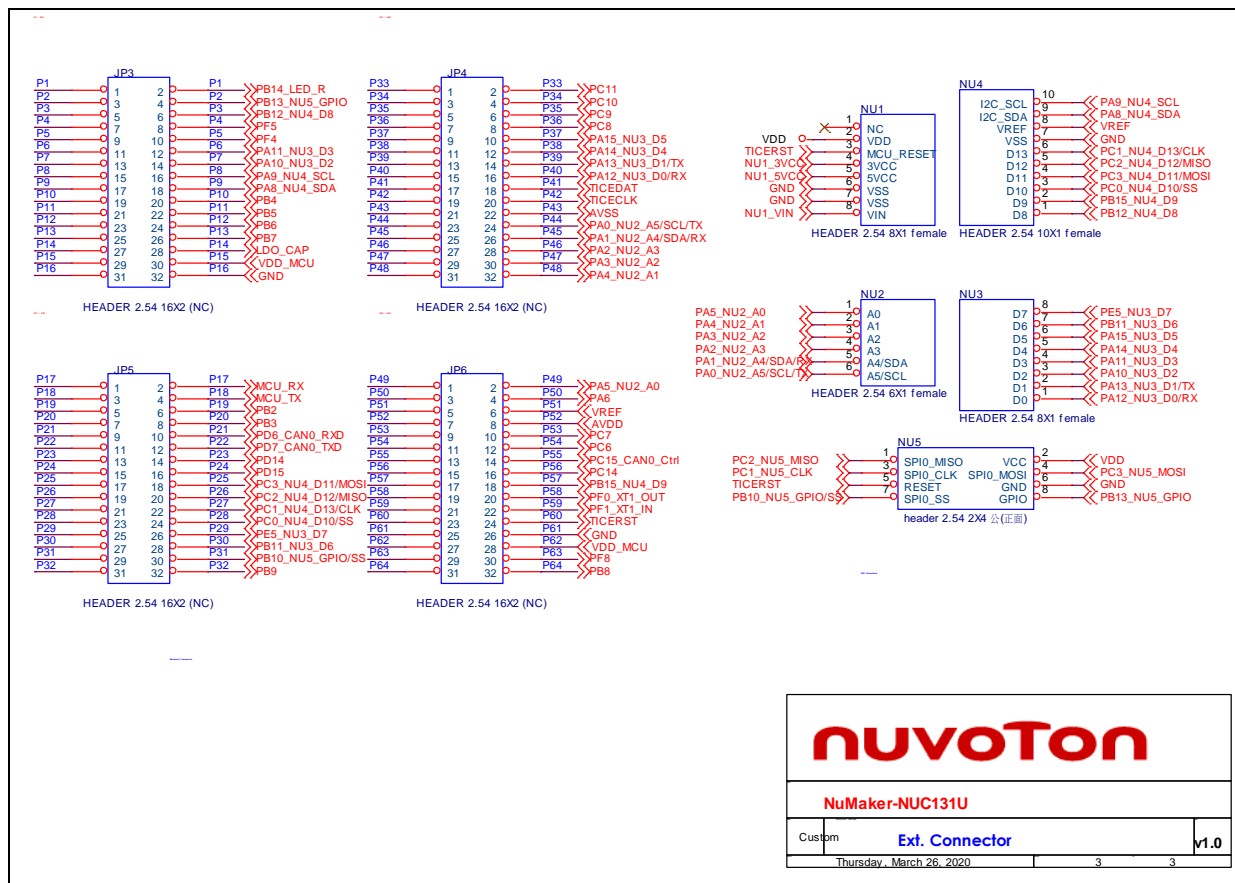 JP3
P1 1 2 P1 PB14_LED_R
P2 3 4 P2 PB13_NU5_GPIO
P3 5 6 P3 PB12_NU4_D8
P4 7 8 P4 PF5
P5 9 10 P5 PF4
P6 11 12 P6 PA11_NU3_D3
P7 13 14 P7 PA10_NU3_D2
P8 15 16 P8 PA9_NU4_SCL
P9 17 18 P9 PA8_NU4_SDA
P10 19 20 P10 PB4
P11 21 22 P11 PB5
P12 23 24 P12 PB6
P13 25 26 P13 PB7
P14 27 28 P14 LDO_CAP
P15 29 30 P15 VDD_MCU
P16 31 32 P16 GND
HEADER 2.54 16X2 (NC)
JP4
P33 1 2 P33 PC11
P34 3 4 P34 PC10
P35 5 6 P35 PC9
P36 7 8 P36 PC8
P37 9 10 P37 PA15_NU3_D5
P38 11 12 P38 PA14_NU3_D4
P39 13 14 P39 PA13_NU3_D1/TX
P40 15 16 P40 PA12_NU3_D0/RX
P41 17 18 P41 TICEDAT
P42 19 20 P42 TICECLK
P43 21 22 P43 AVSS
P44 23 24 P44 PA0_NU2_A5/SCL/TX
P45 25 26 P45 PA1_NU2_A4/SDA/RX
P46 27 28 P46 PA2_NU2_A3
P47 29 30 P47 PA3_NU2_A2
P48 31 32 P48 PA4_NU2_A1
HEADER 2.54 16X2 (NC)
NU1
1 NC
VDD 2 VDD
TICERST 3 MCU_RESET
NU1_3VCC 4 3VCC
NU1_5VCC 5 5VCC
GND 6 VSS
GND 7 VSS
NU1_VIN 8 VIN
HEADER 2.54 8X1 female
NU4
I2C_SCL 10 PA9_NU4_SCL
I2C_SDA 9 PA8_NU4_SDA
VREF 8 VREF
VSS 7 GND
D13 6 PC1_NU4_D13/CLK
D12 5 PC2_NU4_D12/MISO
D11 4 PC3_NU4_D11/MOSI
D10 3 PC0_NU4_D10/SS
D9 2 PB15_NU4_D9
D8 1 PB12_NU4_D8
HEADER 2.54 10X1 female
NU2
PA5_NU2_A0 1 A0
PA4_NU2_A1 2 A1
PA3_NU2_A2 3 A2
PA2_NU2_A3 4 A3
PA1_NU2_A4/SDA/RX 5 A4/SDA
PA0_NU2_A5/SCL/TX 6 A5/SCL
HEADER 2.54 6X1 female
NU3
D7 8 PE5_NU3_D7
D6 7 PB11_NU3_D6
D5 6 PA15_NU3_D5
D4 5 PA14_NU3_D4
D3 4 PA11_NU3_D3
D2 3 PA10_NU3_D2
D1 2 PA13_NU3_D1/TX
D0 1 PA12_NU3_D0/RX
HEADER 2.54 8X1 female
JP5
P17 1 2 P17 MCU_RX
P18 3 4 P18 MCU_TX
P19 5 6 P19 PB2
P20 7 8 P20 PB3
P21 9 10 P21 PD6_CAN0_RXD
P22 11 12 P22 PD7_CAN0_TXD
P23 13 14 P23 PD14
P24 15 16 P24 PD15
P25 17 18 P25 PC3_NU4_D11/MOSI
P26 19 20 P26 PC2_NU4_D12/MISO
P27 21 22 P27 PC1_NU4_D13/CLK
P28 23 24 P28 PC0_NU4_D10/SS
P29 25 26 P29 PE5_NU3_D7
P30 27 28 P30 PB11_NU3_D6
P31 29 30 P31 PB10_NU5_GPIO/SS
P32 31 32 P32 PB9
HEADER 2.54 16X2 (NC)
JP6
P49 1 2 P49 PA5_NU2_A0
P50 3 4 P50 PA6
P51 5 6 P51 VREF
P52 7 8 P52 AVDD
P53 9 10 P53 PC7
P54 11 12 P54 PC6
P55 13 14 P55 PC15_CAN0_Ctrl
P56 15 16 P56 PC14
P57 17 18 P57 PB15_NU4_D9
P58 19 20 P58 PF0_XT1_OUT
P59 21 22 P59 PF1_XT1_IN
P60 23 24 P60 TICERST
P61 25 26 P61 GND
P62 27 28 P62 VDD_MCU
P63 29 30 P63 PF8
P64 31 32 P64 PB8
HEADER 2.54 16X2 (NC)
NU5
PC2_NU5_MISO 1 SPI0_MISO VCC 2 VDD
PC1_NU5_CLK 3 SPI0_CLK SPI0_MOSI 4 PC3_NU5_MOSI
TICERST 5 RESET GND 6 GND
PB10_NU5_GPIO/SS 7 SPI0_SS GPIO 8 PB13_NU5_GPIO
header 2.54 2X4 公(正面)
nuvoTon
NuMaker-NUC131U
Custom Ext. Connector v1.0
Thursday, March 26, 2020 3 3